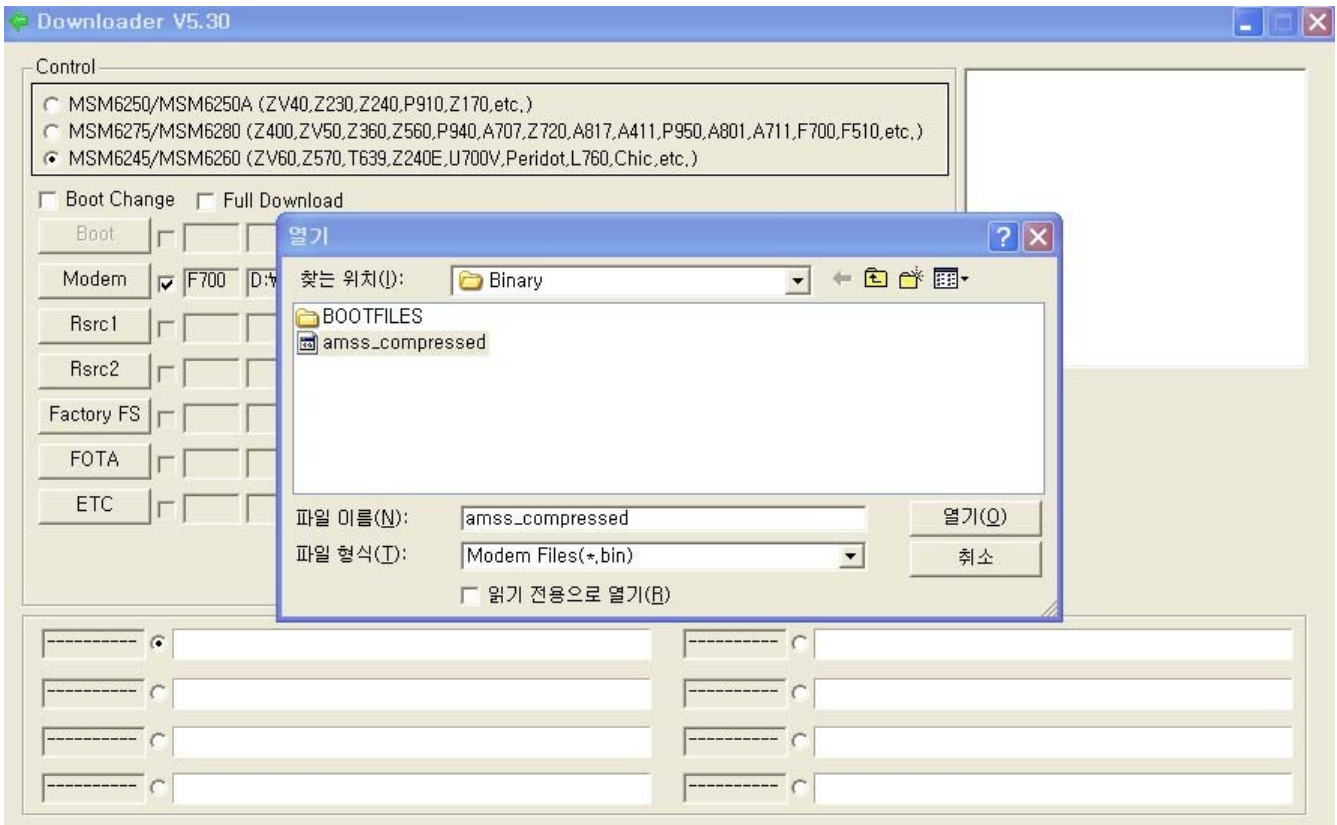 Downloader V5.30
Control
MSM6250/MSM6250A (ZV40,Z230,Z240,P910,Z170,etc,)
MSM6275/MSM6280 (Z400,ZV50,Z360,Z560,P940,A707,Z720,A817,A411,P950,A801,A711,F700,F510,etc,)
MSM6245/MSM6260 (ZV60,Z570,T639,Z240E,U700V,Peridot,L760,Chic,etc,)
Boot Change Full Download
Boot
Modem F700 D:₩
Rsrc1
Rsrc2
Factory FS
FOTA
ETC
열기
찾는 위치(I): Binary
BOOTFILES
amss_compressed
파일 이름(N): amss_compressed 열기(O)
파일 형식(T): Modem Files(*,bin) 취소
읽기 전용으로 열기(R)
---------- ----------
---------- ----------
---------- ----------
---------- ----------